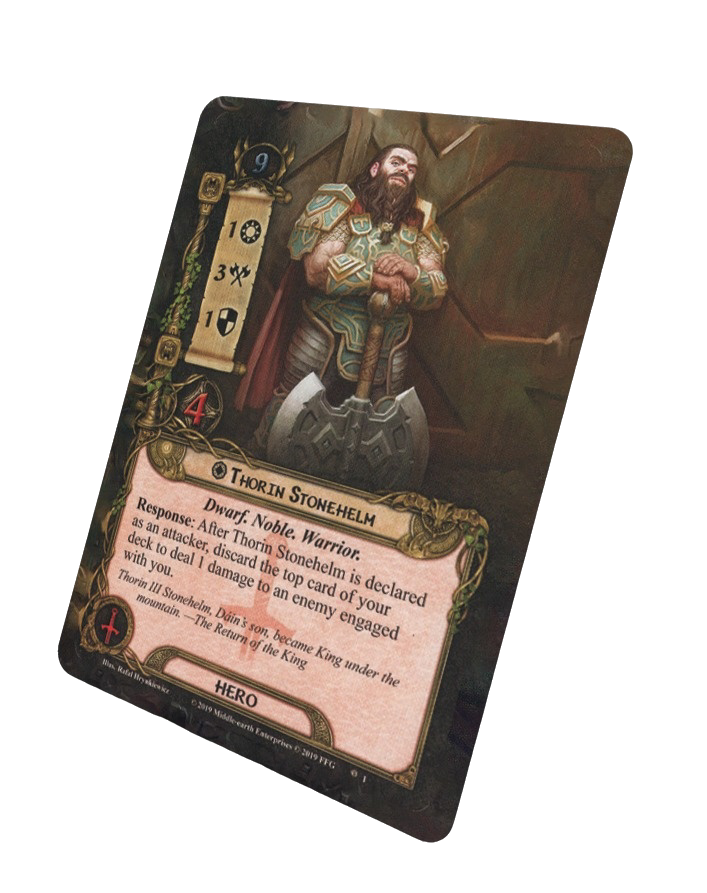 9
1
3
1
4
Thorin Stonehelm
Dwarf. Noble. Warrior.
Response: After Thorin Stonehelm is declared
as an attacker, discard the top card of your
deck to deal 1 damage to an enemy engaged
with you.
Thorin III Stonehelm, Dáin's son, became King under the
mountain. —The Return of the King
HERO
Illus. Rafał Hrynkiewicz
©2019 Middle-earth Enterprises ©2019 FFG
1